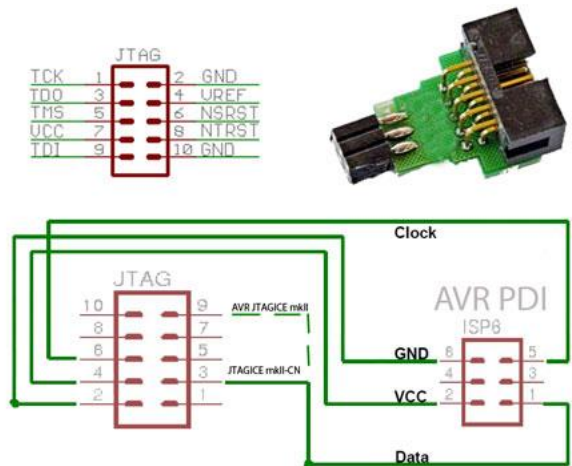 JTAG
TCK 1 2 GND
TDO 3 4 VREF
TMS 5 6 NSRST
VCC 7 8 NTRST
TDI 9 10 GND
Clock
JTAG
AVR PDI
ISP6
10 9 AVR JTAGICE mkII
8 7
6 5
4 3 JTAGICE mkII-CN
2 1
GND 6 5
4 3
VCC 2 1
Data